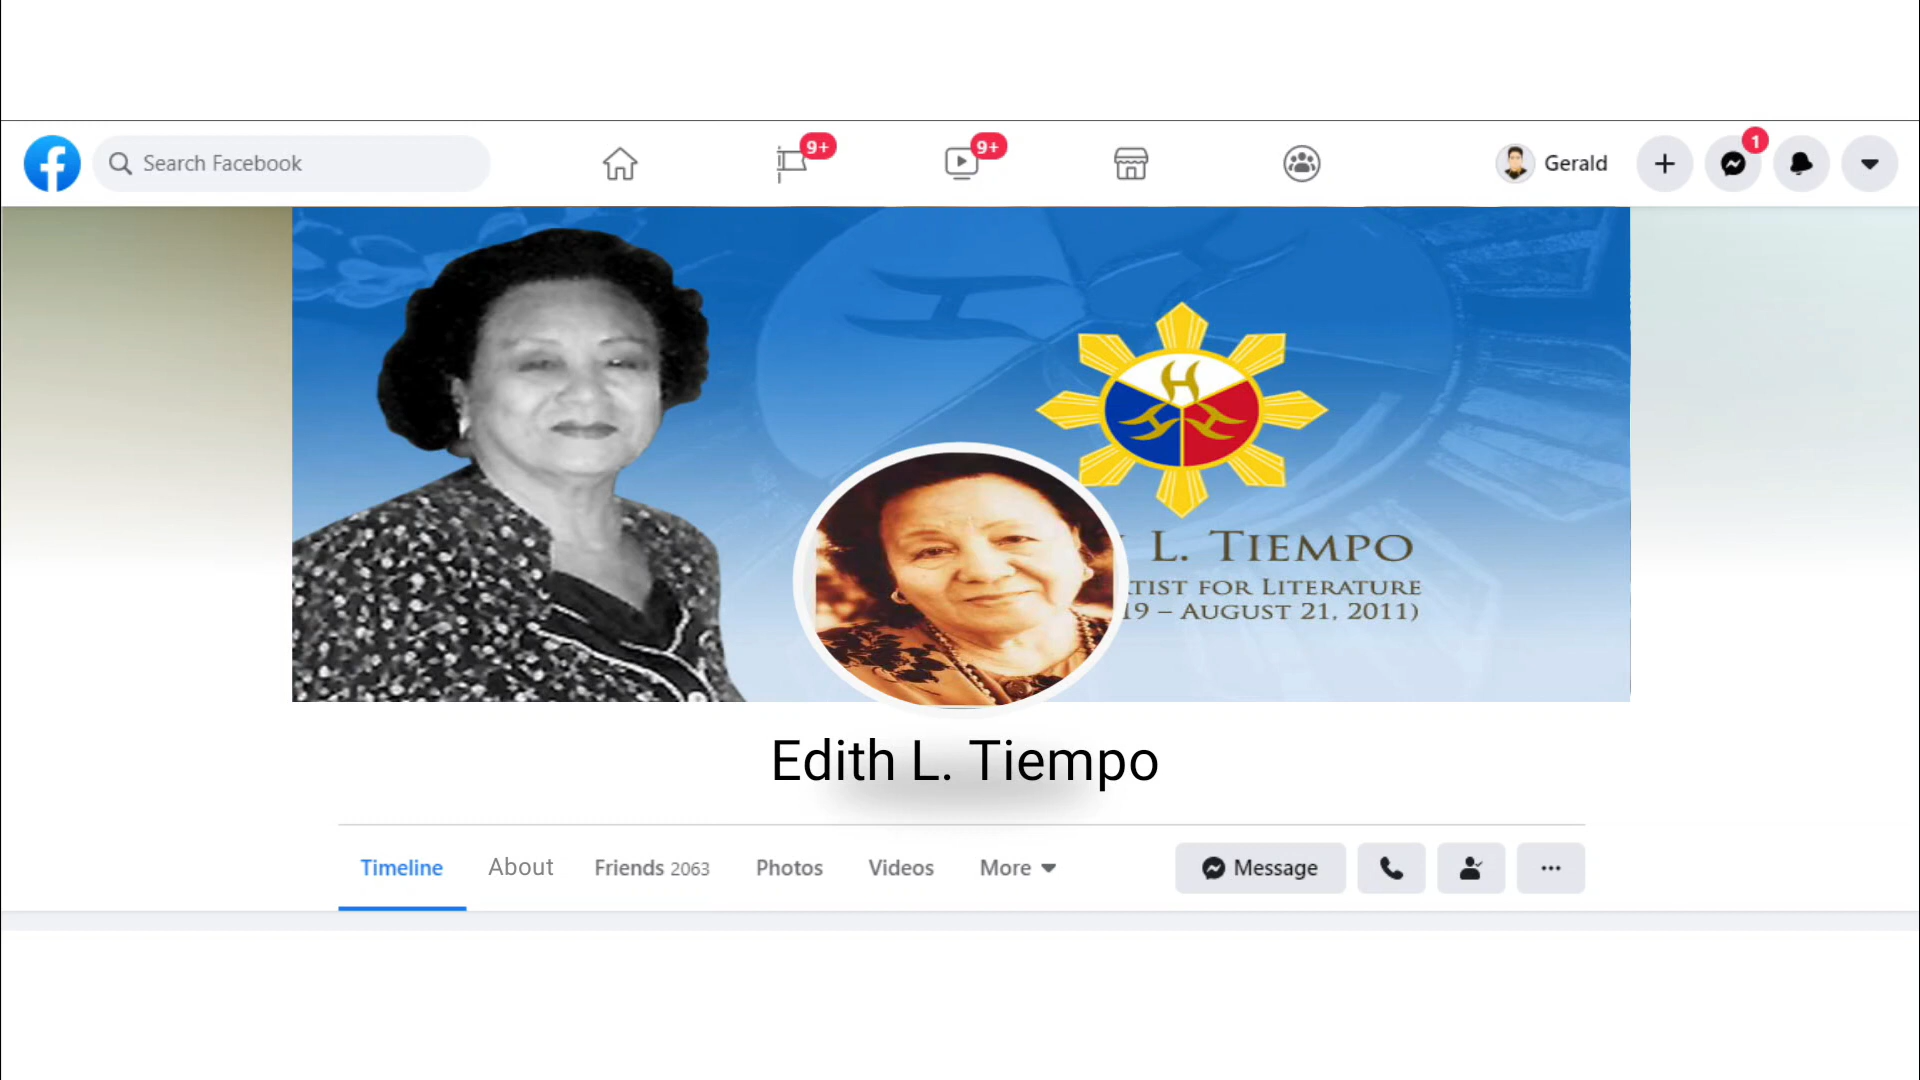 Search Facebook
9+
9+
Gerald
1
L. TIEMPO
FOR LITERATURE
19 – AUGUST 21, 2011)
Edith L. Tiempo
Timeline
About
Friends 2063
Photos
Videos
More
Message